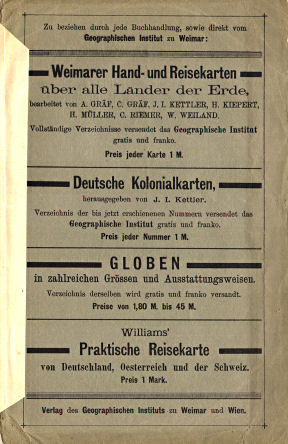 Zu beziehen durch jede Buchhandlung, sowie direkt vom
Geographischen Institut zu Weimar:
Weimarer Hand- und Reisekarten
über alle Länder der Erde,
bearbeitet von A. GRÄF, C. GRÄF, J. I. KETTLER, H. KIEPERT,
H. MÜLLER, C. RIEMER, W. WEILAND.
Vollständige Verzeichnisse versendet das Geographische Institut
gratis und franko.
Preis jeder Karte 1 M.
Deutsche Kolonialkarten,
herausgegeben von J. I. Kettler.
Verzeichnis der bis jetzt erschienenen Nummern versendet das
Geographische Institut gratis und franko.
Preis jeder Nummer 1 M.
GLOBEN
in zahlreichen Grössen und Ausstattungsweisen.
Verzeichnis derselben wird gratis und franko versandt.
Preise von 1,80 M. bis 45 M.
Williams'
Praktische Reisekarte
von Deutschland, Oesterreich und der Schweiz.
Preis 1 Mark.
Verlag des Geographischen Instituts zu Weimar und Wien.